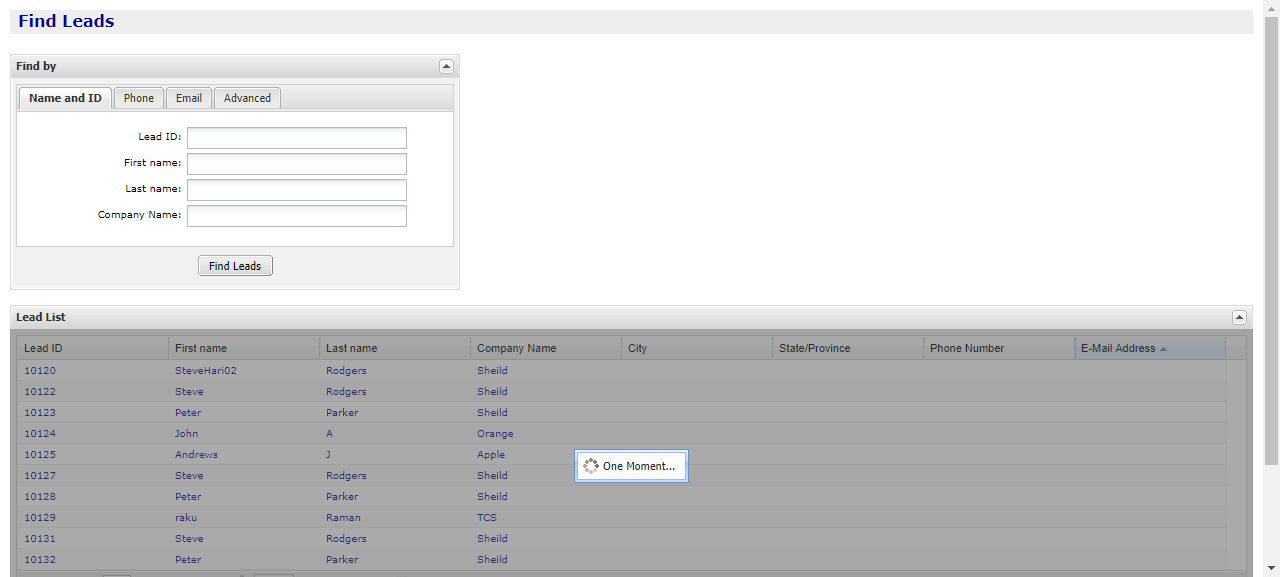 Find Leads
Find by
Name and ID Phone Email Advanced
Lead ID:
First name:
Last name:
Company Name:
Find Leads
Lead List
Lead ID First name Last name Company Name City State/Province Phone Number E-Mail Address
10120 SteveHari02 Rodgers Sheild
10122 Steve Rodgers Sheild
10123 Peter Parker Sheild
10124 John A Orange
10125 Andrews J Apple
One Moment...
10127 Steve Rodgers Sheild
10128 Peter Parker Sheild
10129 raku Raman TCS
10131 Steve Rodgers Sheild
10132 Peter Parker Sheild